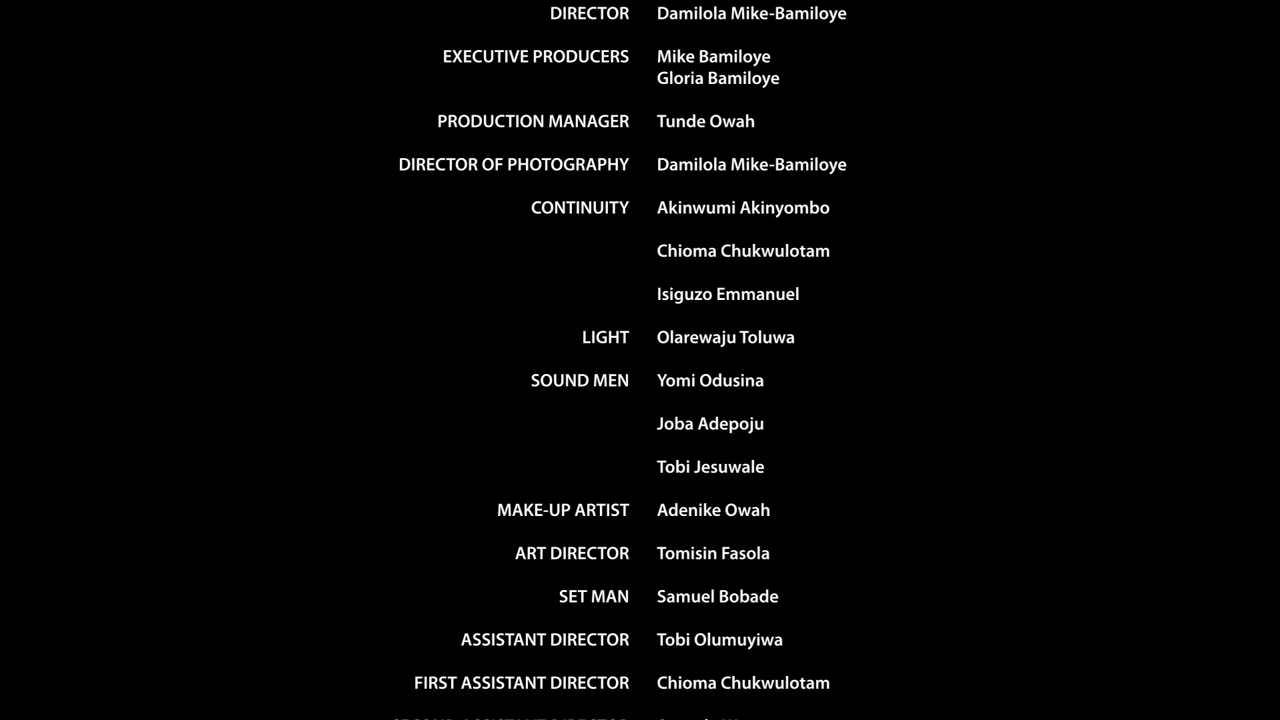 DIRECTOR Damilola Mike-Bamiloye
EXECUTIVE PRODUCERS Mike Bamiloye
Gloria Bamiloye
PRODUCTION MANAGER Tunde Owah
DIRECTOR OF PHOTOGRAPHY Damilola Mike-Bamiloye
CONTINUITY Akinwumi Akinyombo
Chioma Chukwulotam
Isiguzo Emmanuel
LIGHT Olarewaju Toluwa
SOUND MEN Yomi Odusina
Joba Adepoju
Tobi Jesuwale
MAKE-UP ARTIST Adenike Owah
ART DIRECTOR Tomisin Fasola
SET MAN Samuel Bobade
ASSISTANT DIRECTOR Tobi Olumuyiwa
FIRST ASSISTANT DIRECTOR Chioma Chukwulotam